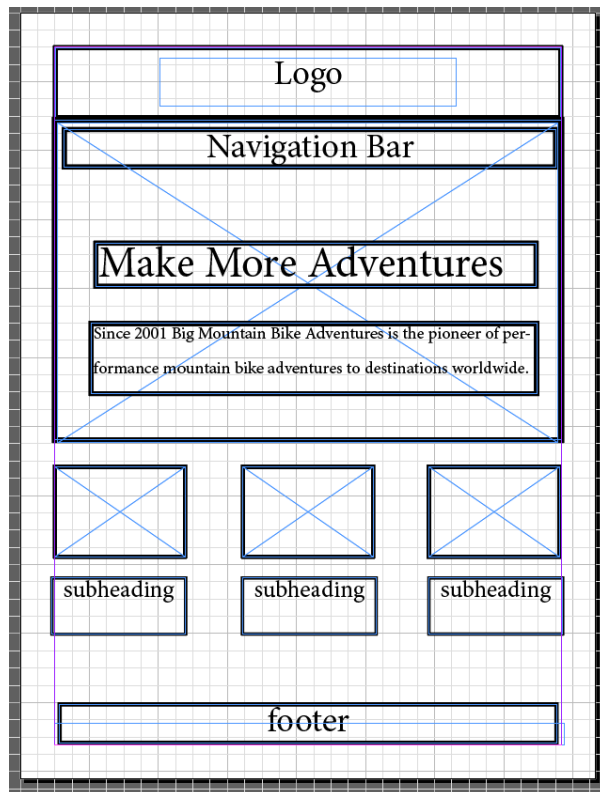 Logo
Navigation Bar
Make More Adventures
Since 2001 Big Mountain Bike Adventures is the pioneer of per-
formance mountain bike adventures to destinations worldwide.
subheading
subheading
subheading
footer